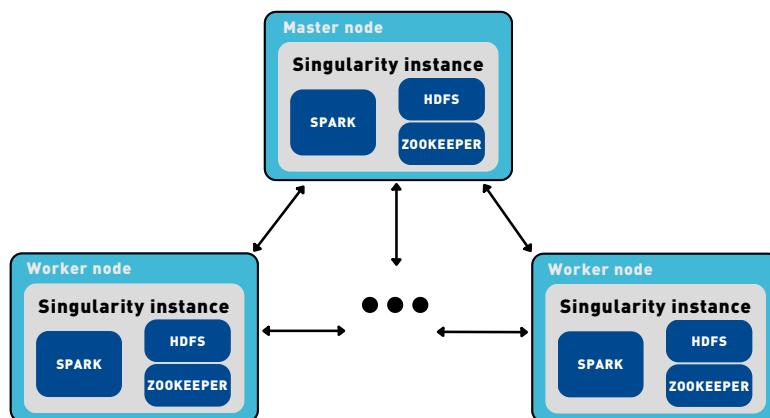 Master node
Singularity instance
SPARK
HDFS
ZOOKEEPER
Worker node
Singularity instance
SPARK
HDFS
ZOOKEEPER
Worker node
Singularity instance
SPARK
HDFS
ZOOKEEPER